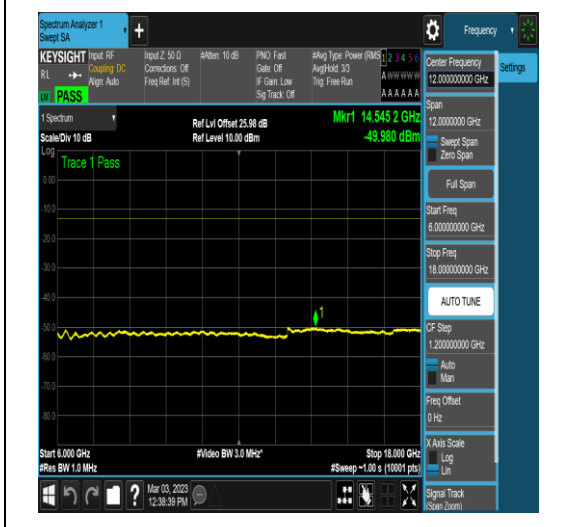 Spectrum Analyzer 1
Swept SA
+
Frequency
KEYSIGHT
Input: RF
Coupling: DC
Align: Auto
Input Z: 50 Ω
Corrections: Off
Freq Ref: Int (S)
#Atten: 10 dB
PNO: Fast
Gate: Off
IF Gain: Low
Sig Track: Off
#Avg Type: Power (RMS)
Avg|Hold: 3/3
Trig: Free Run
1 2 3 4 5 6
A W W W W W
A A A A A A
R L
PASS
Settings
Center Frequency
12.000000000 GHz
Span
12.0000000 GHz
Swept Span
Zero Span
Full Span
Start Freq
6.000000000 GHz
Stop Freq
18.000000000 GHz
AUTO TUNE
CF Step
1.200000000 GHz
Auto
Man
Freq Offset
0 Hz
X Axis Scale
Log
Lin
Signal Track
(Span Zoom)
1 Spectrum
Scale/Div 10 dB
Ref Lvl Offset 25.98 dB
Ref Level 10.00 dBm
Mkr1 14.545 2 GHz
-49.980 dBm
Log
Trace 1 Pass
0.00
-10.0
-20.0
-30.0
-40.0
1
-50.0
-60.0
-70.0
-80.0
Start 6.000 GHz
#Res BW 1.0 MHz
#Video BW 3.0 MHz*
Stop 18.000 GHz
#Sweep ~1.00 s (10001 pts)
?
Mar 03, 2023
12:38:39 PM